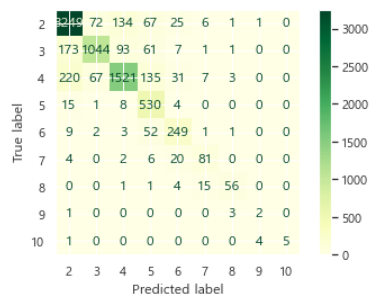 2 3249 72 134 67 25 6 1 1 0
3 173 1044 93 61 7 1 1 0 0
4 220 67 1521 135 31 7 3 0 0
5 15 1 8 530 4 0 0 0 0
6 9 2 3 52 249 1 1 0 0
7 4 0 2 6 20 81 0 0 0
8 0 0 1 1 4 15 56 0 0
9 1 0 0 0 0 0 3 2 0
10 1 0 0 0 0 0 0 4 5
2 3 4 5 6 7 8 9 10
Predicted label
True label
3000
2500
2000
1500
1000
500
0